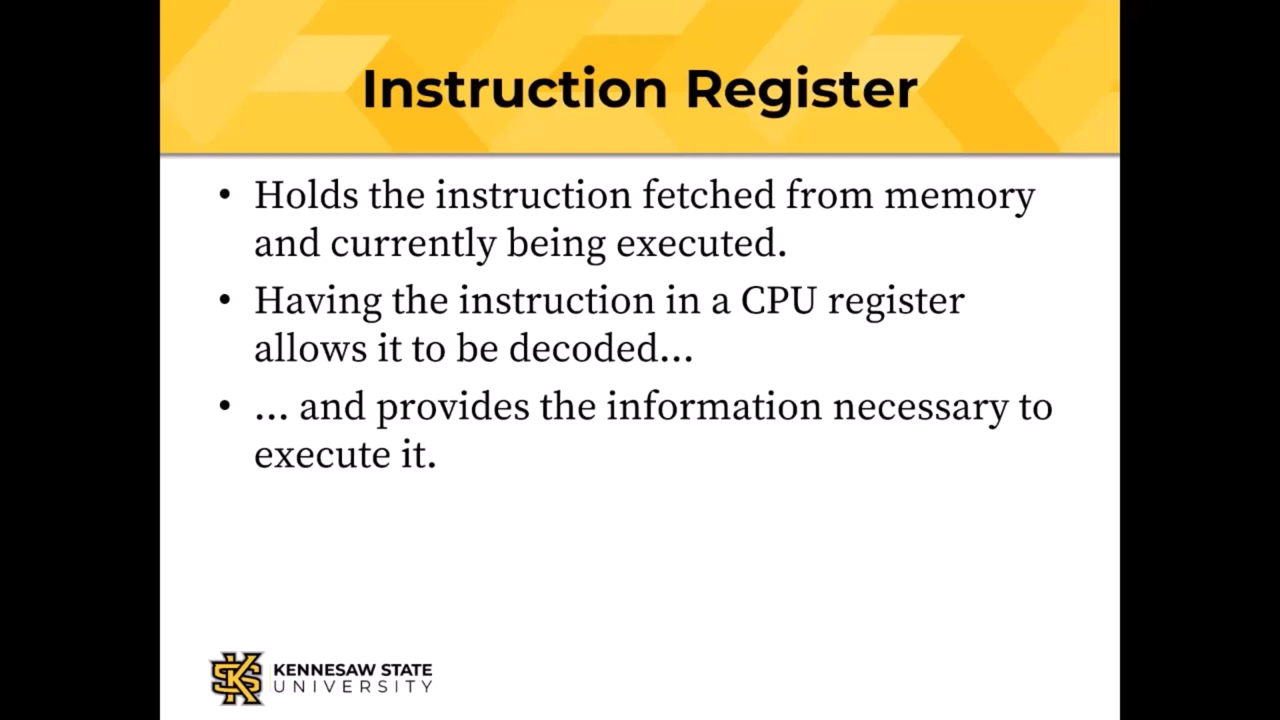 Instruction Register
• Holds the instruction fetched from memory
and currently being executed.
• Having the instruction in a CPU register
allows it to be decoded...
• ... and provides the information necessary to
execute it.
KS
KENNESAW STATE
UNIVERSITY